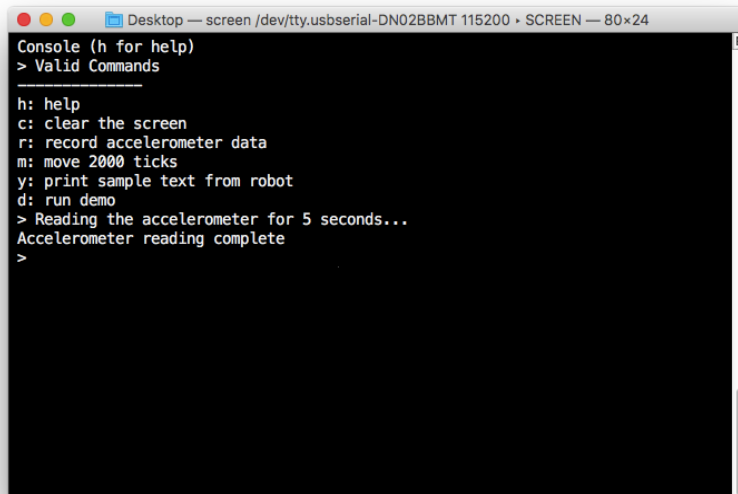 Desktop — screen /dev/tty.usbserial-DN02BBMT 115200 ▸ SCREEN — 80×24
Console (h for help)
> Valid Commands
--------------
h: help
c: clear the screen
r: record accelerometer data
m: move 2000 ticks
y: print sample text from robot
d: run demo
> Reading the accelerometer for 5 seconds...
Accelerometer reading complete
>